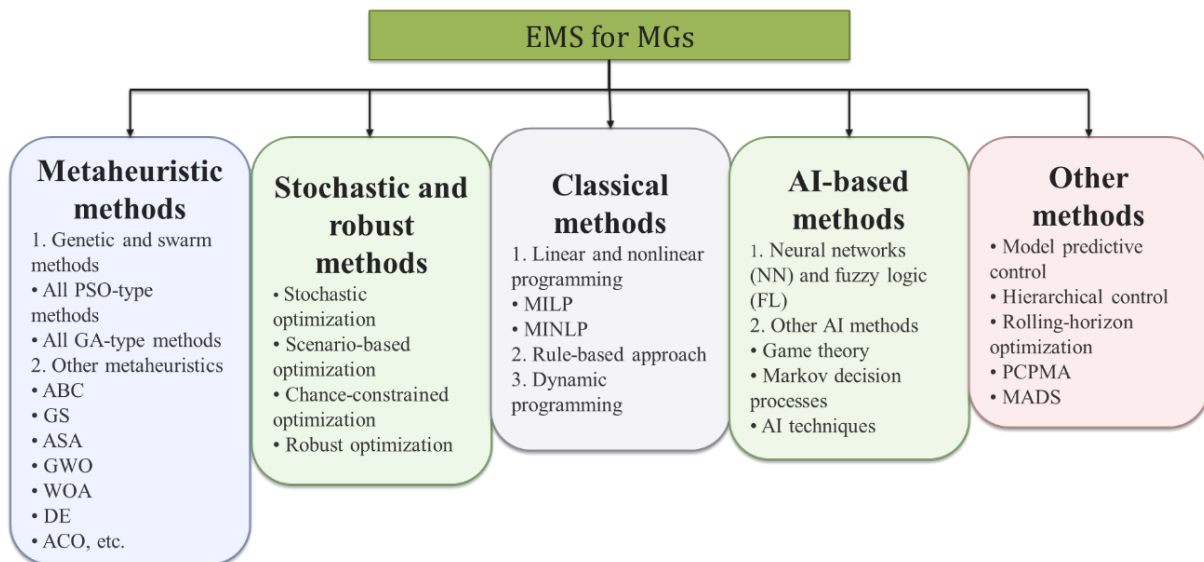 EMS for MGs
Metaheuristic
methods
1. Genetic and swarm
methods
• All PSO-type
methods
• All GA-type methods
2. Other metaheuristics
• ABC
• GS
• ASA
• GWO
• WOA
• DE
• ACO, etc.
Stochastic and
robust
methods
• Stochastic
optimization
• Scenario-based
optimization
• Chance-constrained
optimization
• Robust optimization
Classical
methods
1. Linear and nonlinear
programming
• MILP
• MINLP
2. Rule-based approach
3. Dynamic
programming
AI-based
methods
1. Neural networks
(NN) and fuzzy logic
(FL)
2. Other AI methods
• Game theory
• Markov decision
processes
• AI techniques
Other
methods
• Model predictive
control
• Hierarchical control
• Rolling-horizon
optimization
• PCPMA
• MADS